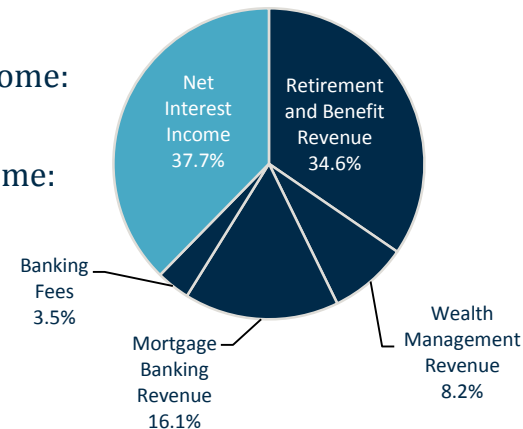 ome:
me:
Net
Interest
Income
37.7%
Retirement
and Benefit
Revenue
34.6%
Banking
Fees
3.5%
Mortgage
Banking
Revenue
16.1%
Wealth
Management
Revenue
8.2%